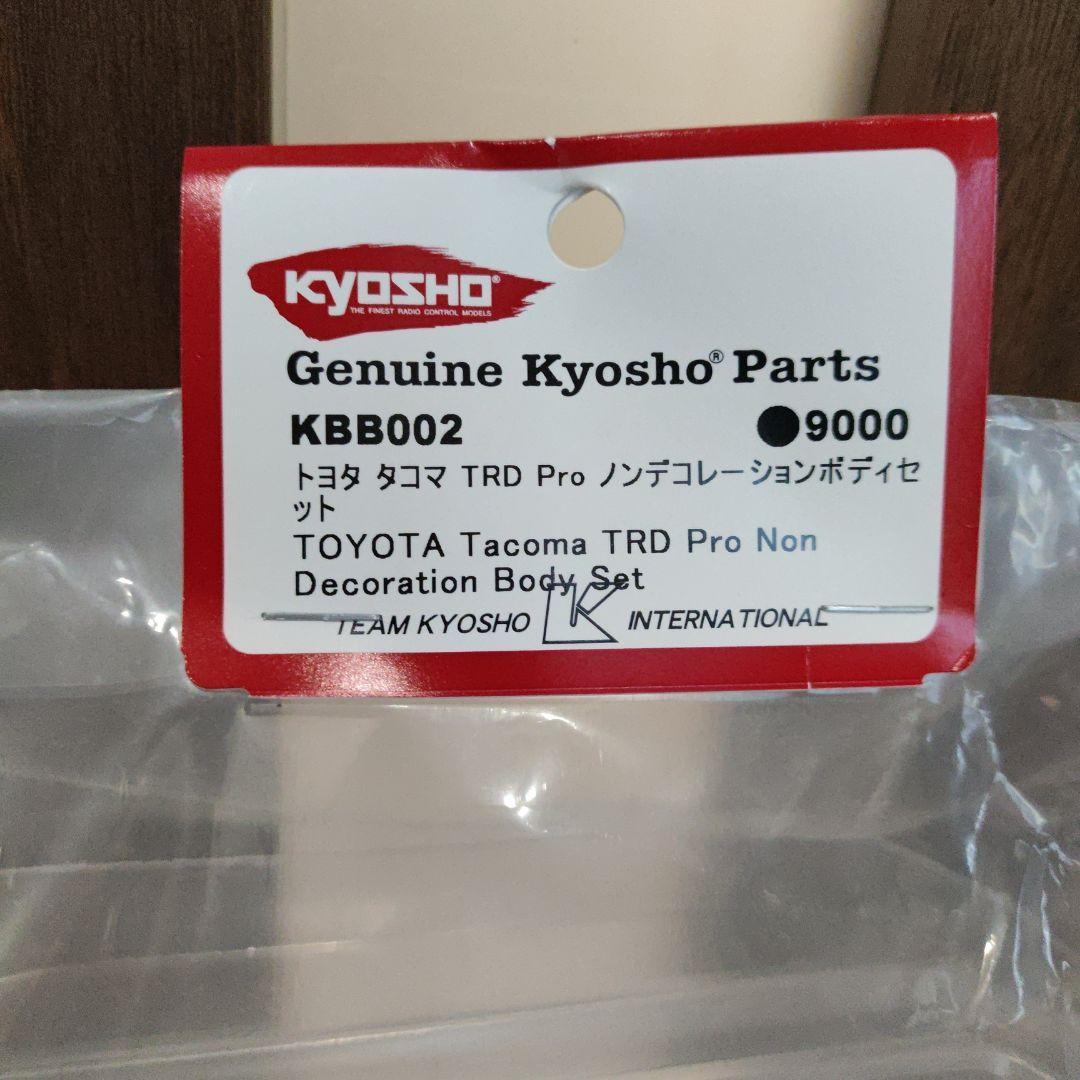 KYOSHO®
THE FINEST RADIO CONTROL MODELS
Genuine Kyosho® Parts
KBB002 ●9000
トヨタ タコマ TRD Pro ノンデコレーションボディセ
ット
TOYOTA Tacoma TRD Pro Non
Decoration Body Set
TEAM KYOSHO K INTERNATIONAL